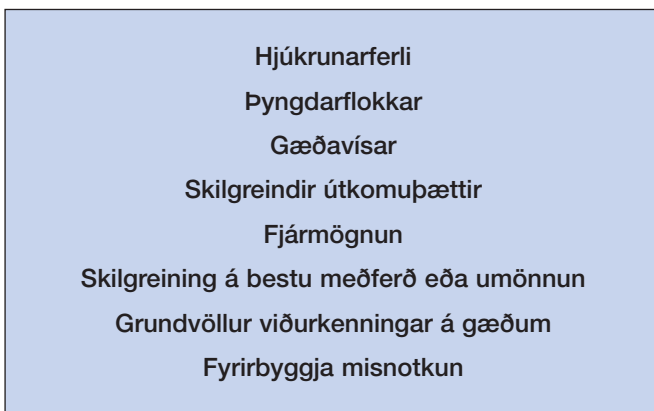 Hjúkrunarferli
Þyngdarflokkar
Gæðavísar
Skilgreindir útkomuþættir
Fjármögnun
Skilgreining á bestu meðferð eða umönnun
Grundvöllur viðurkenningar á gæðum
Fyrirbyggja misnotkun